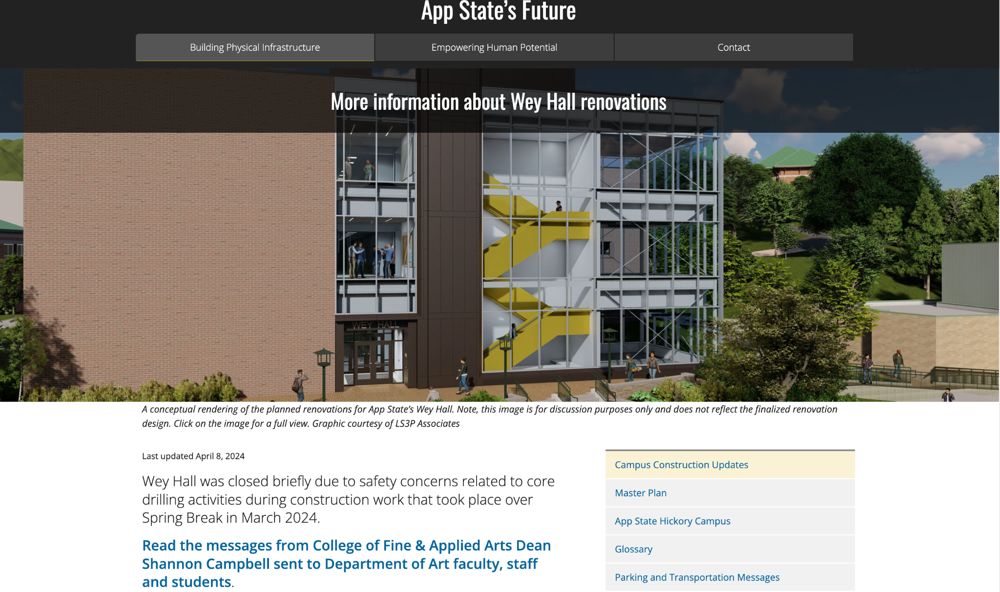 App State’s Future
Building Physical Infrastructure
Empowering Human Potential
Contact
More information about Wey Hall renovations
WEY HALL
A conceptual rendering of the planned renovations for App State’s Wey Hall. Note, this image is for discussion purposes only and does not reflect the finalized renovation
design. Click on the image for a full view. Graphic courtesy of LS3P Associates
Last updated April 8, 2024
Wey Hall was closed briefly due to safety concerns related to core
drilling activities during construction work that took place over
Spring Break in March 2024.
Read the messages from College of Fine & Applied Arts Dean
Shannon Campbell sent to Department of Art faculty, staff
and students.
Campus Construction Updates
Master Plan
App State Hickory Campus
Glossary
Parking and Transportation Messages